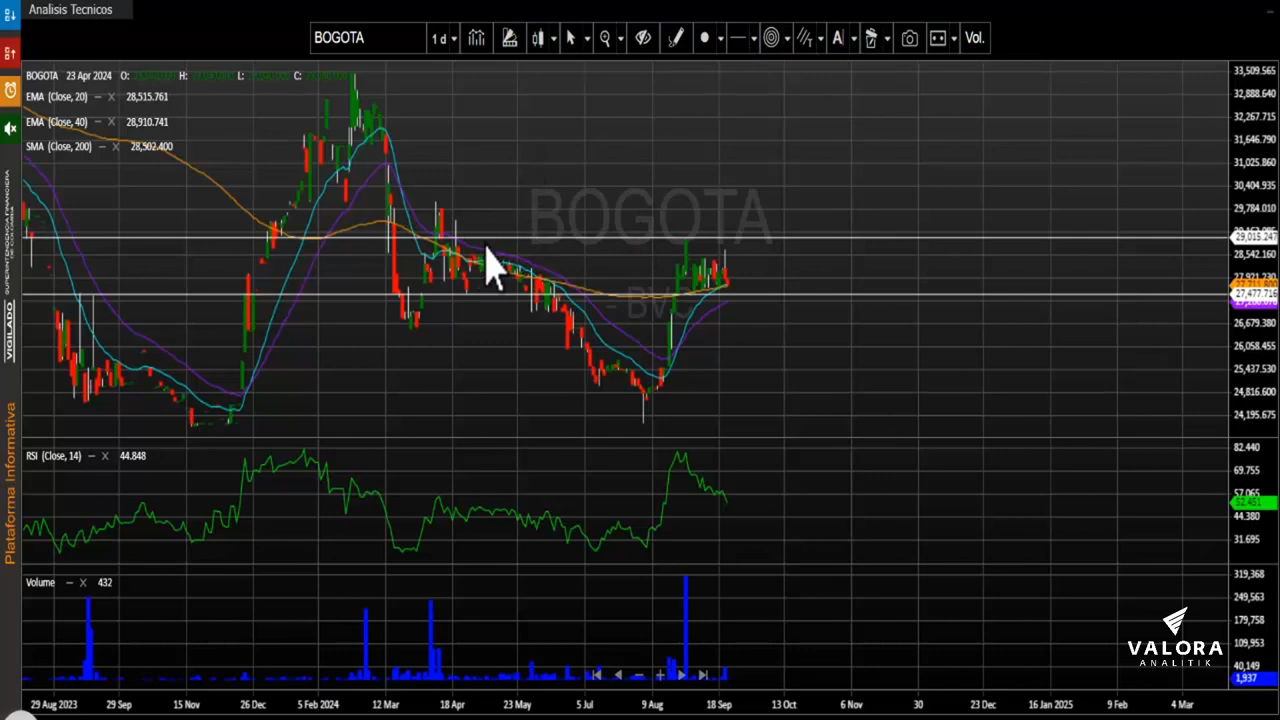 Analisis Tecnicos
BOGOTA
1 d
A
Vol.
BOGOTA 23 Apr 2024 O: H: L: C:
EMA (Close, 20) – X 28,515.761
EMA (Close, 40) – X 28,910.741
SMA (Close, 200) – X 28,502.400
BOGOTA
- BVC
33,509.565
32,888.640
32,267.715
31,646.790
31,025.860
30,404.935
29,784.010
29,015.247
28,542.160
27,921.230
27,711.800
27,477.716
26,679.380
26,058.455
25,437.530
24,816.600
24,195.675
RSI (Close, 14) – X 44.848
82.440
69.755
57.065
52.451
44.380
31.695
Volume – X 432
319,368
249,563
179,758
109,953
40,149
1,937
29 Aug 2023 29 Sep 15 Nov 26 Dec 5 Feb 2024 12 Mar 18 Apr 23 May 5 Jul 9 Aug 18 Sep 13 Oct 6 Nov 30 23 Dec 16 Jan 2025 9 Feb 4 Mar
VIGILADO SUPERINTENDENCIA FINANCIERA
DE COLOMBIA
Plataforma Informativa
VALORA
ANALITIK